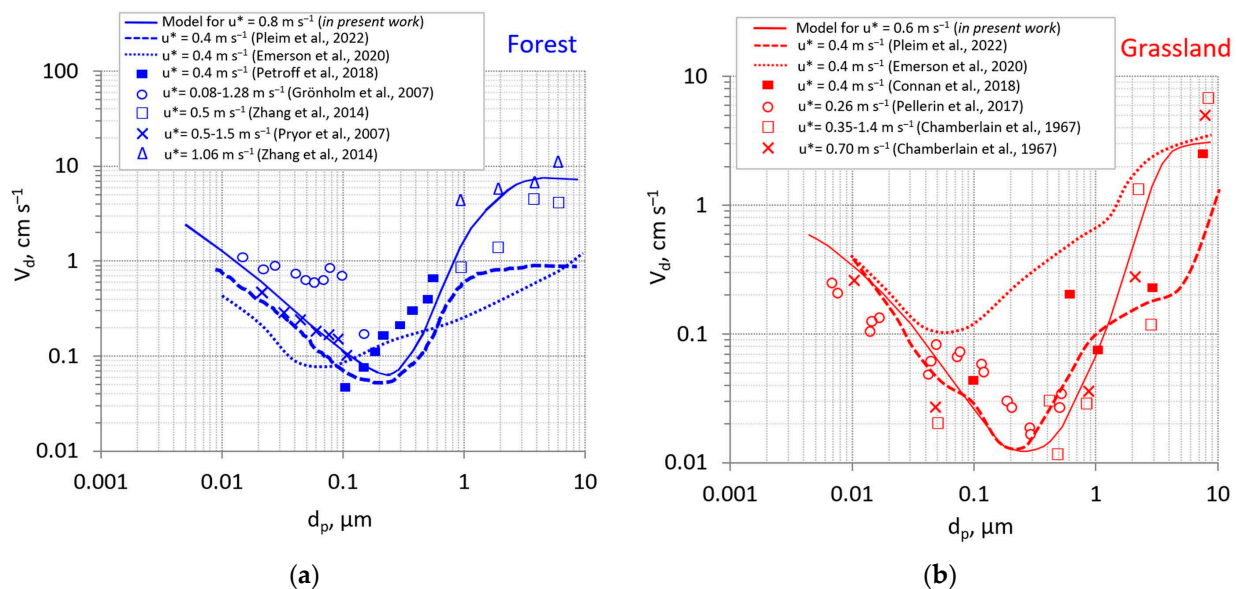 Model for u* = 0.8 m s⁻¹ (in present work)
u* = 0.4 m s⁻¹ (Pleim et al., 2022)
u* = 0.4 m s⁻¹ (Emerson et al., 2020)
u* = 0.4 m s⁻¹ (Petroff et al., 2018)
u* = 0.08-1.28 m s⁻¹ (Grönholm et al., 2007)
u*= 0.5 m s⁻¹ (Zhang et al., 2014)
u*= 0.5-1.5 m s⁻¹ (Pryor et al., 2007)
u*= 1.06 m s⁻¹ (Zhang et al., 2014)
Forest
100
10
1
0.1
0.01
V_d, cm s⁻¹
0.001
0.01
0.1
1
10
d_p, μm
(a)
Model for u* = 0.6 m s⁻¹ (in present work)
u* = 0.4 m s⁻¹ (Pleim et al., 2022)
u* = 0.4 m s⁻¹ (Emerson et al., 2020)
u* = 0.4 m s⁻¹ (Connan et al., 2018)
u* = 0.26 m s⁻¹ (Pellerin et al., 2017)
u*= 0.35-1.4 m s⁻¹ (Chamberlain et al., 1967)
u*= 0.70 m s⁻¹ (Chamberlain et al., 1967)
Grassland
10
1
0.1
0.01
V_d, cm s⁻¹
0.001
0.01
0.1
1
10
d_p, μm
(b)